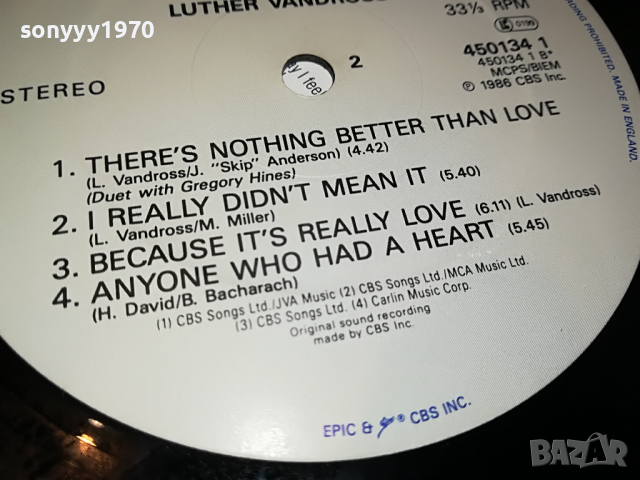 sonyyy1970
LUTHER VANDROSS
33⅓ RPM
STEREO
2
450134 1
450134 1 B*
MCPS/BIEM
℗ 1986 CBS Inc.
1. THERE'S NOTHING BETTER THAN LOVE
(L. Vandross/J. "Skip" Anderson) (4.42)
(Duet with Gregory Hines)
2. I REALLY DIDN'T MEAN IT (5.40)
(L. Vandross/M. Miller)
3. BECAUSE IT'S REALLY LOVE (6.11) (L. Vandross)
4. ANYONE WHO HAD A HEART (5.45)
(H. David/B. Bacharach)
(1) CBS Songs Ltd./JVA Music (2) CBS Songs Ltd./MCA Music Ltd.
(3) CBS Songs Ltd. (4) Carlin Music Corp.
Original sound recording
made by CBS Inc.
EPIC & ® CBS INC.
PROHIBITED. MADE IN ENGLAND.
BAZAR